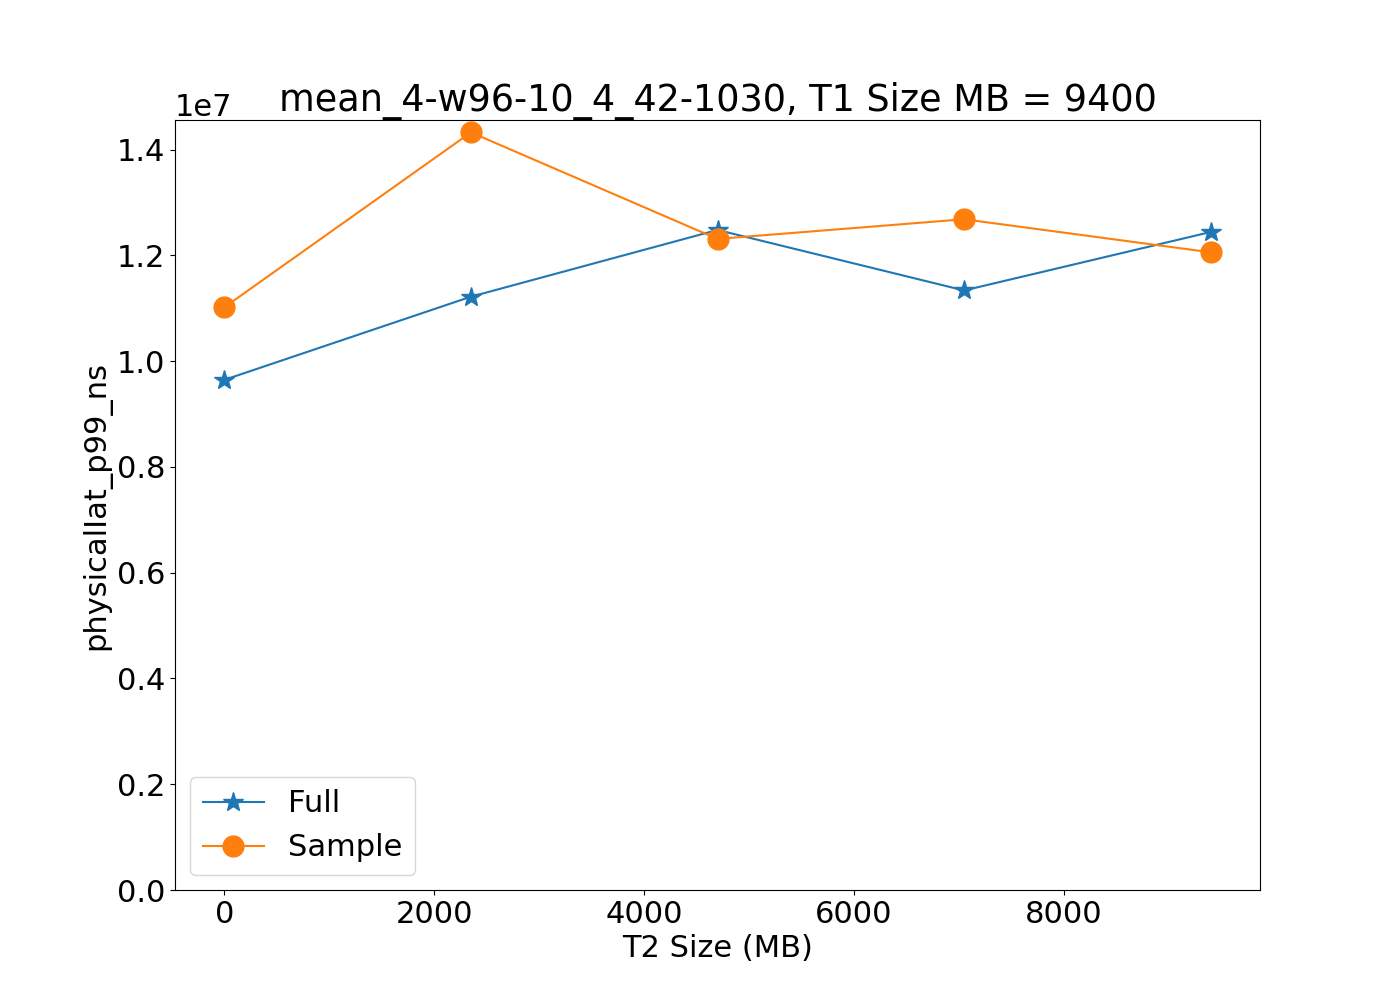 mean_4-w96-10_4_42-1030, T1 Size MB = 9400
1e7
1.4
1.2
1.0
0.8
0.6
0.4
0.2
0.0
physicallat_p99_ns
Full
Sample
0 2000 4000 6000 8000
T2 Size (MB)